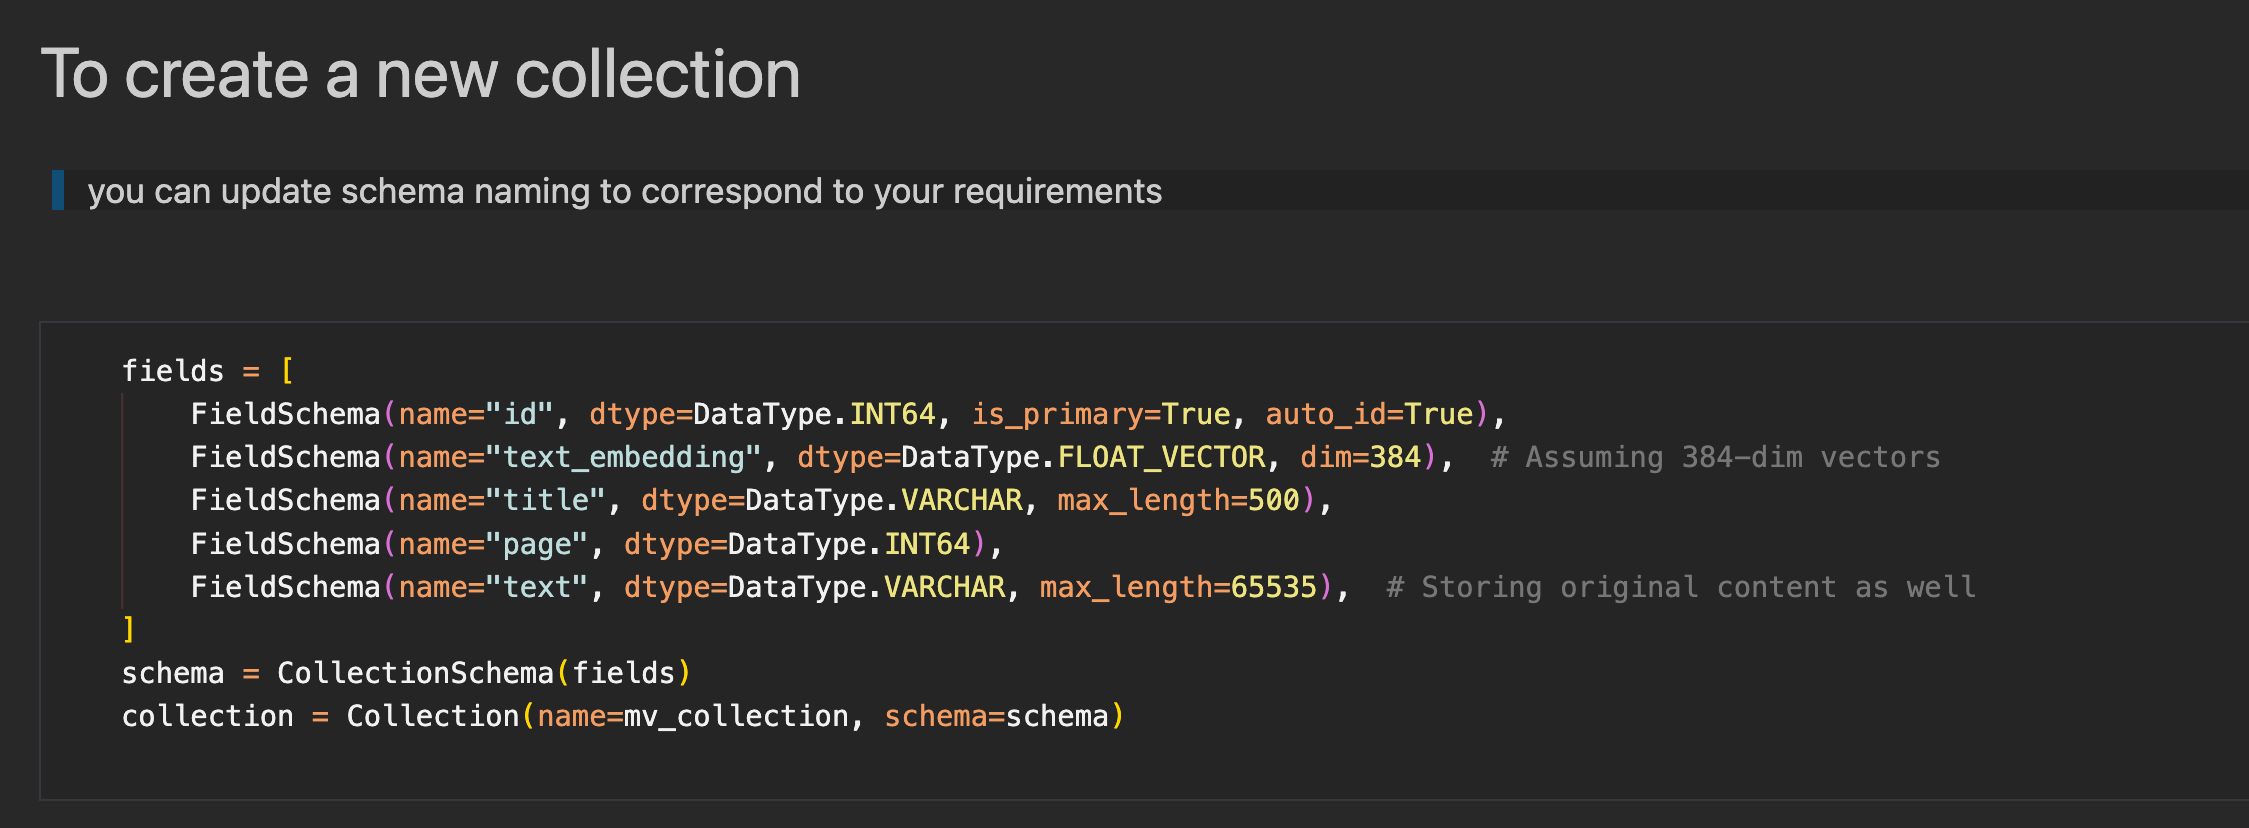 To create a new collection
you can update schema naming to correspond to your requirements
fields = [
    FieldSchema(name="id", dtype=DataType.INT64, is_primary=True, auto_id=True),
    FieldSchema(name="text_embedding", dtype=DataType.FLOAT_VECTOR, dim=384),  # Assuming 384-dim vectors
    FieldSchema(name="title", dtype=DataType.VARCHAR, max_length=500),
    FieldSchema(name="page", dtype=DataType.INT64),
    FieldSchema(name="text", dtype=DataType.VARCHAR, max_length=65535),  # Storing original content as well
]
schema = CollectionSchema(fields)
collection = Collection(name=mv_collection, schema=schema)